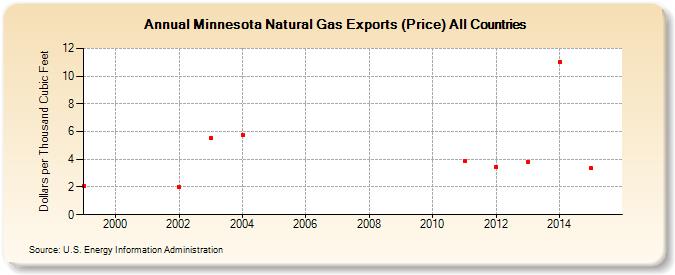 Annual Minnesota Natural Gas Exports (Price) All Countries
Dollars per Thousand Cubic Feet
12
10
8
6
4
2
0
2000 2002 2004 2006 2008 2010 2012 2014
Source: U.S. Energy Information Administration